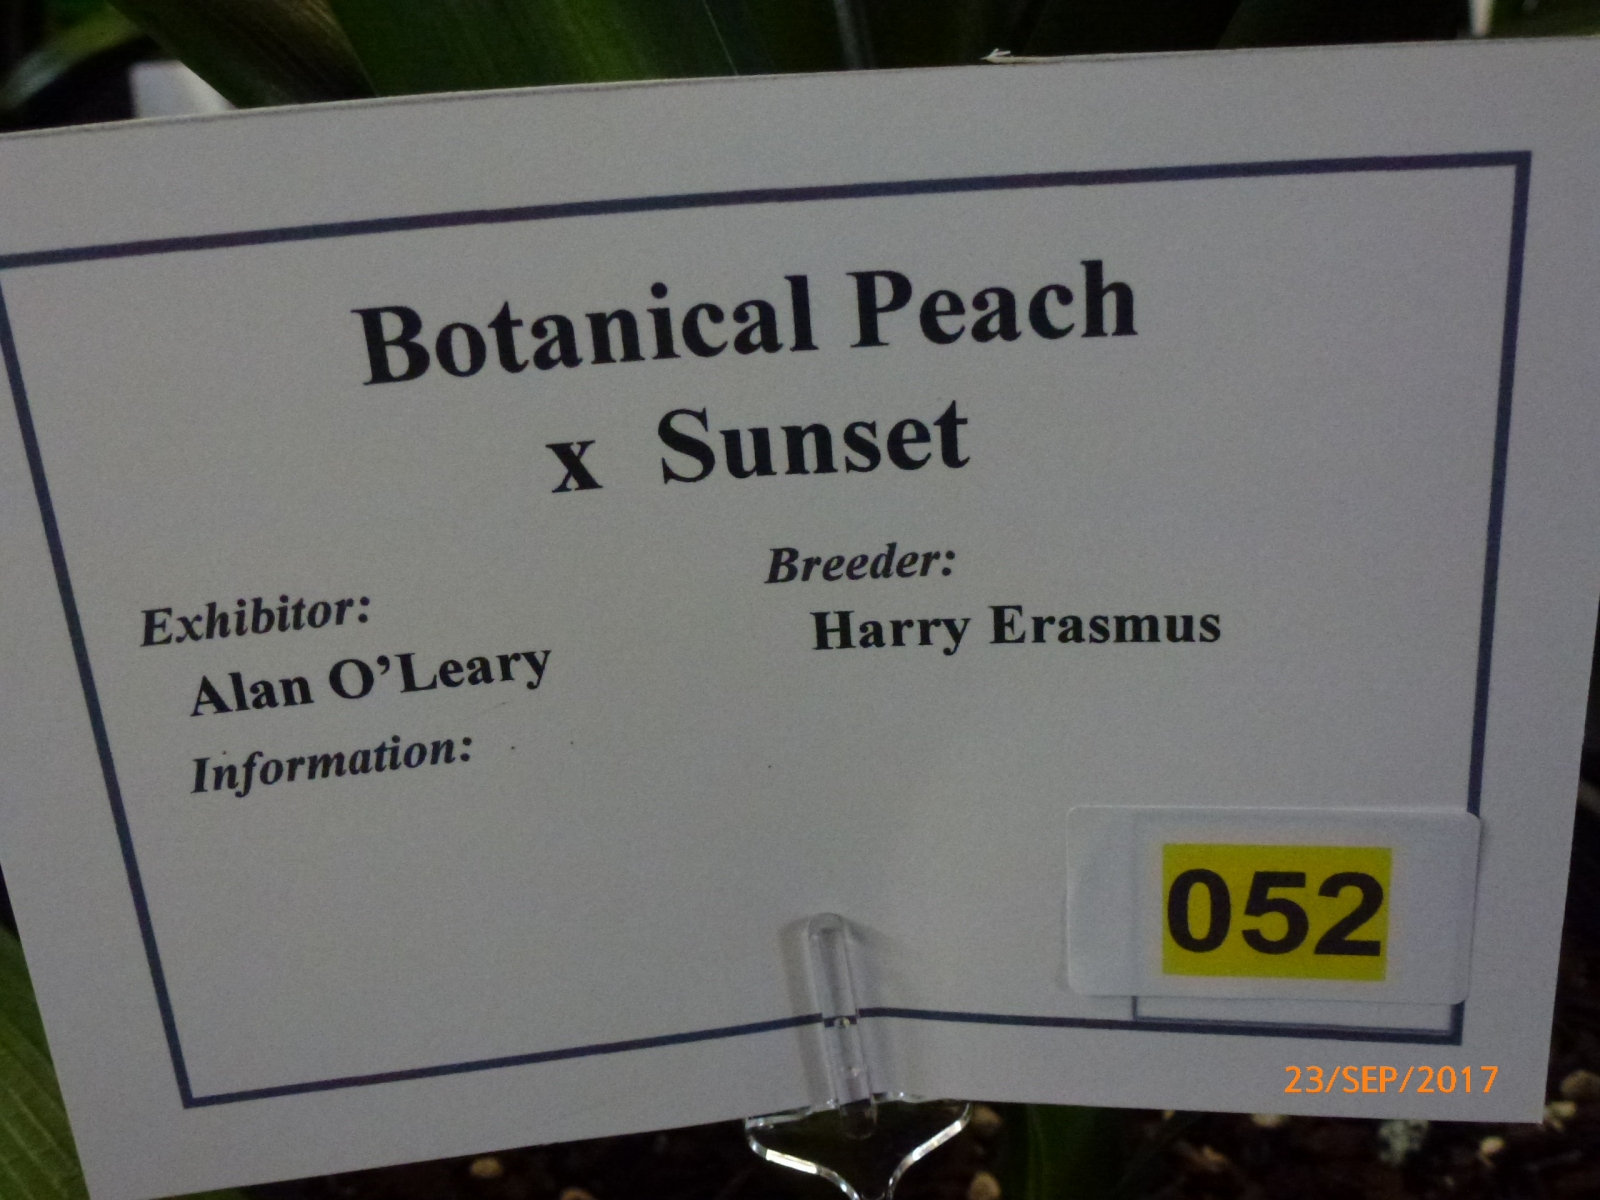 Botanical Peach
x Sunset
Exhibitor:
Alan O'Leary
Breeder:
Harry Erasmus
Information:
052
23/SEP/2017